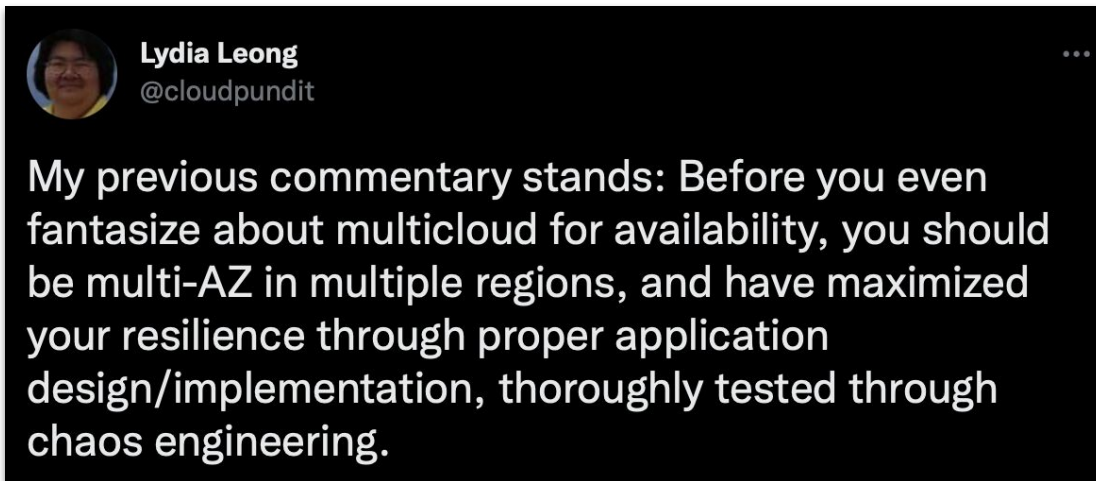 Lydia Leong
@cloudpundit
My previous commentary stands: Before you even
fantasize about multicloud for availability, you should
be multi-AZ in multiple regions, and have maximized
your resilience through proper application
design/implementation, thoroughly tested through
chaos engineering.